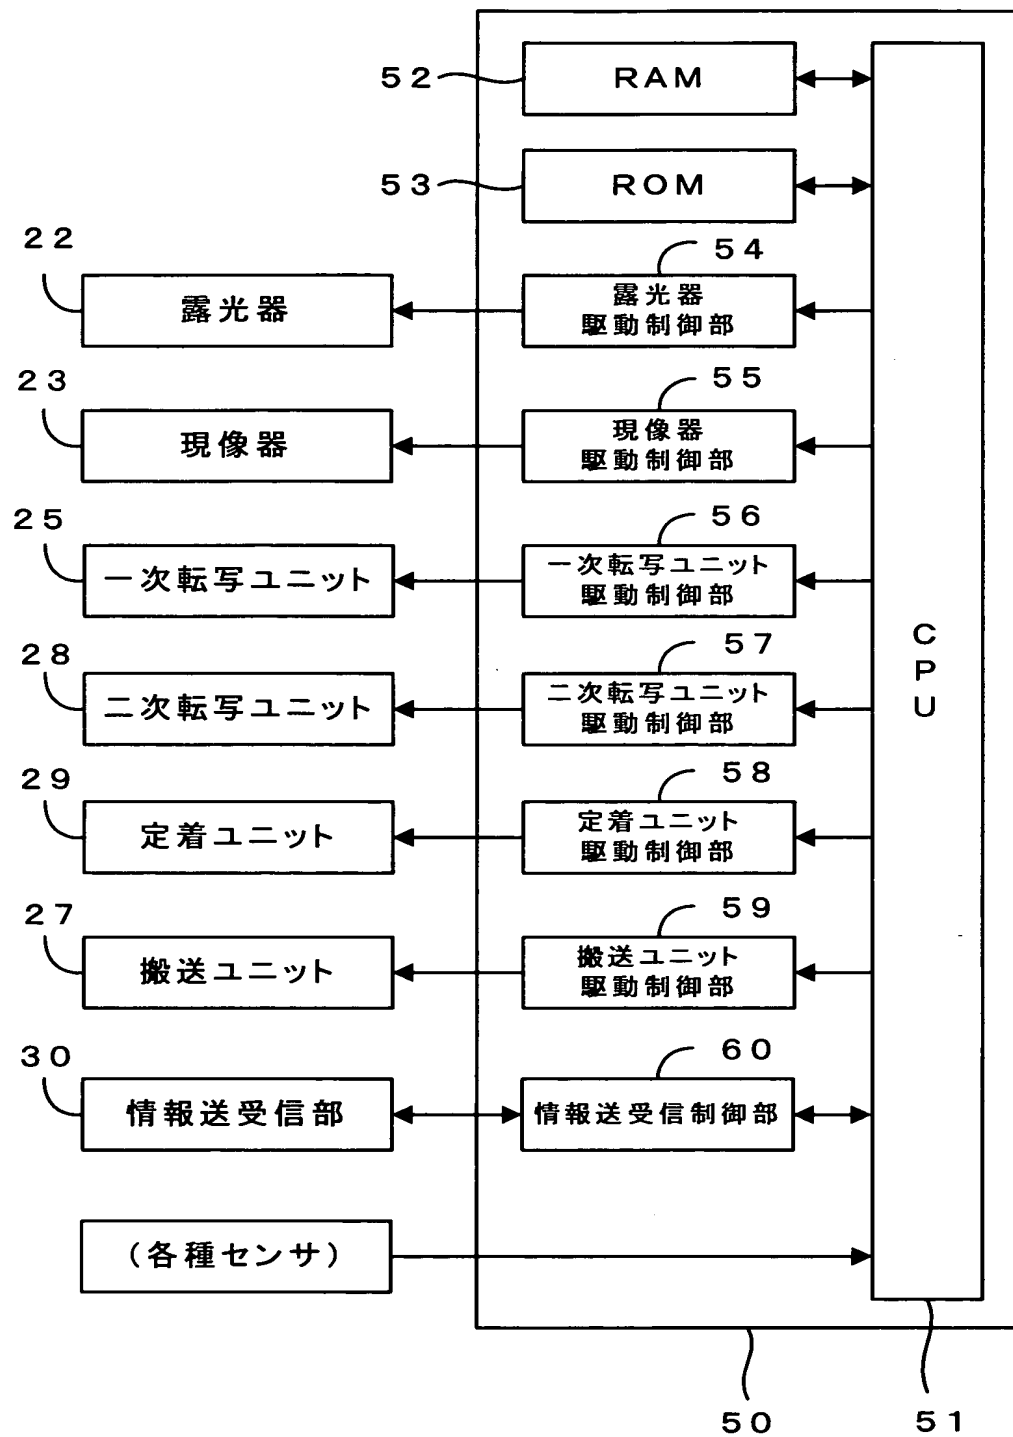 52
RAM
53
ROM
22
露光器
54
露光器
駆動制御部
23
現像器
55
現像器
駆動制御部
25
一次転写ユニット
56
一次転写ユニット
駆動制御部
28
二次転写ユニット
57
二次転写ユニット
駆動制御部
29
定着ユニット
58
定着ユニット
駆動制御部
27
搬送ユニット
59
搬送ユニット
駆動制御部
30
情報送受信部
60
情報送受信制御部
(各種センサ)
CPU
50
51